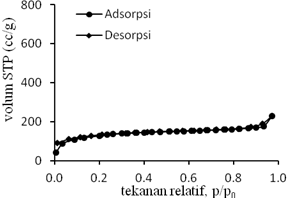 800
600
400
200
0
volum STP (cc/g)
Adsorpsi
Desorpsi
0.0 0.2 0.4 0.6 0.8 1.0
tekanan relatif, p/p0